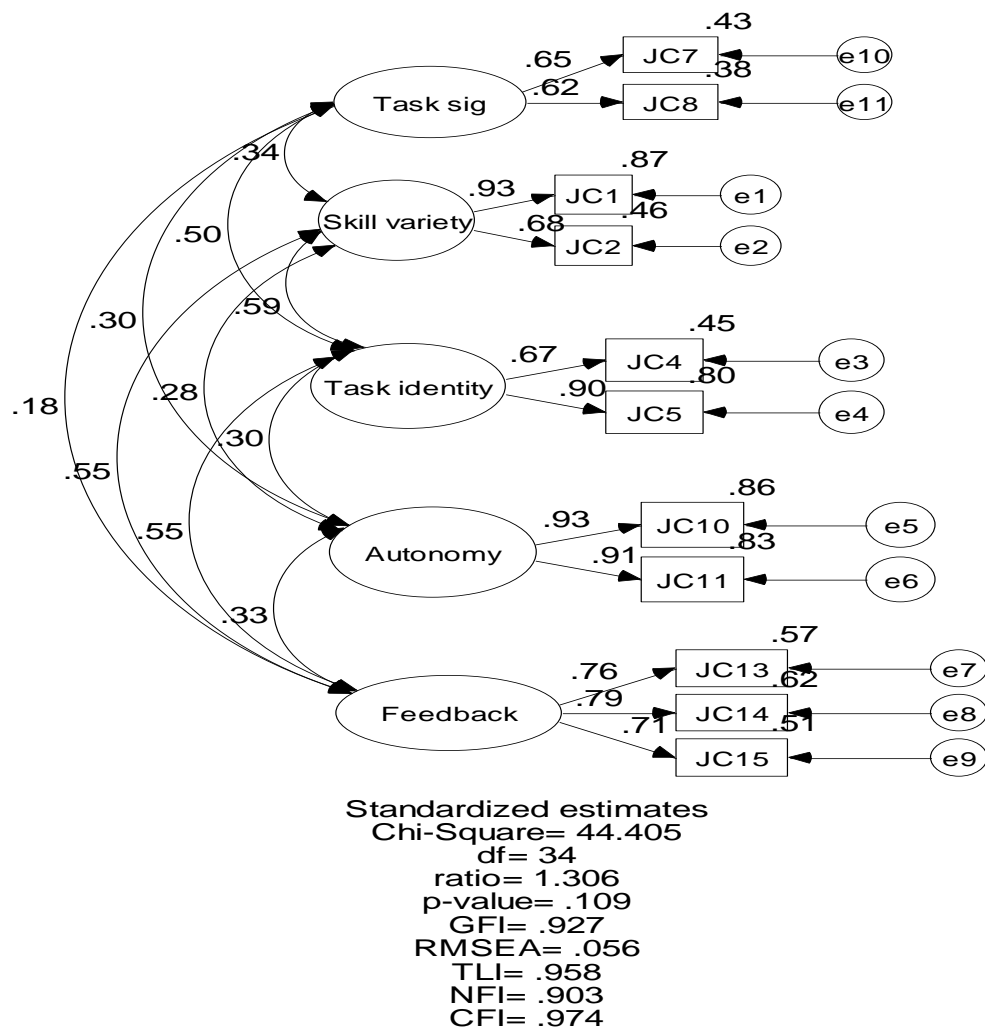 .43
.65 JC7 e10
.38
Task sig .62 JC8 e11
.34
.87
.93 JC1 e1
Skill variety .46
.68 JC2 e2
.50
.59
.30
.45
.67 JC4 e3
.80
Task identity .90 JC5 e4
.18
.28
.30
.55
.86
.93 JC10 e5
.83
Autonomy .91 JC11 e6
.55
.33
.57
.76 JC13 e7
.62
.79
Feedback JC14 e8
.51
.71 JC15 e9
Standardized estimates
Chi-Square= 44.405
df= 34
ratio= 1.306
p-value= .109
GFI= .927
RMSEA= .056
TLI= .958
NFI= .903
CFI= .974